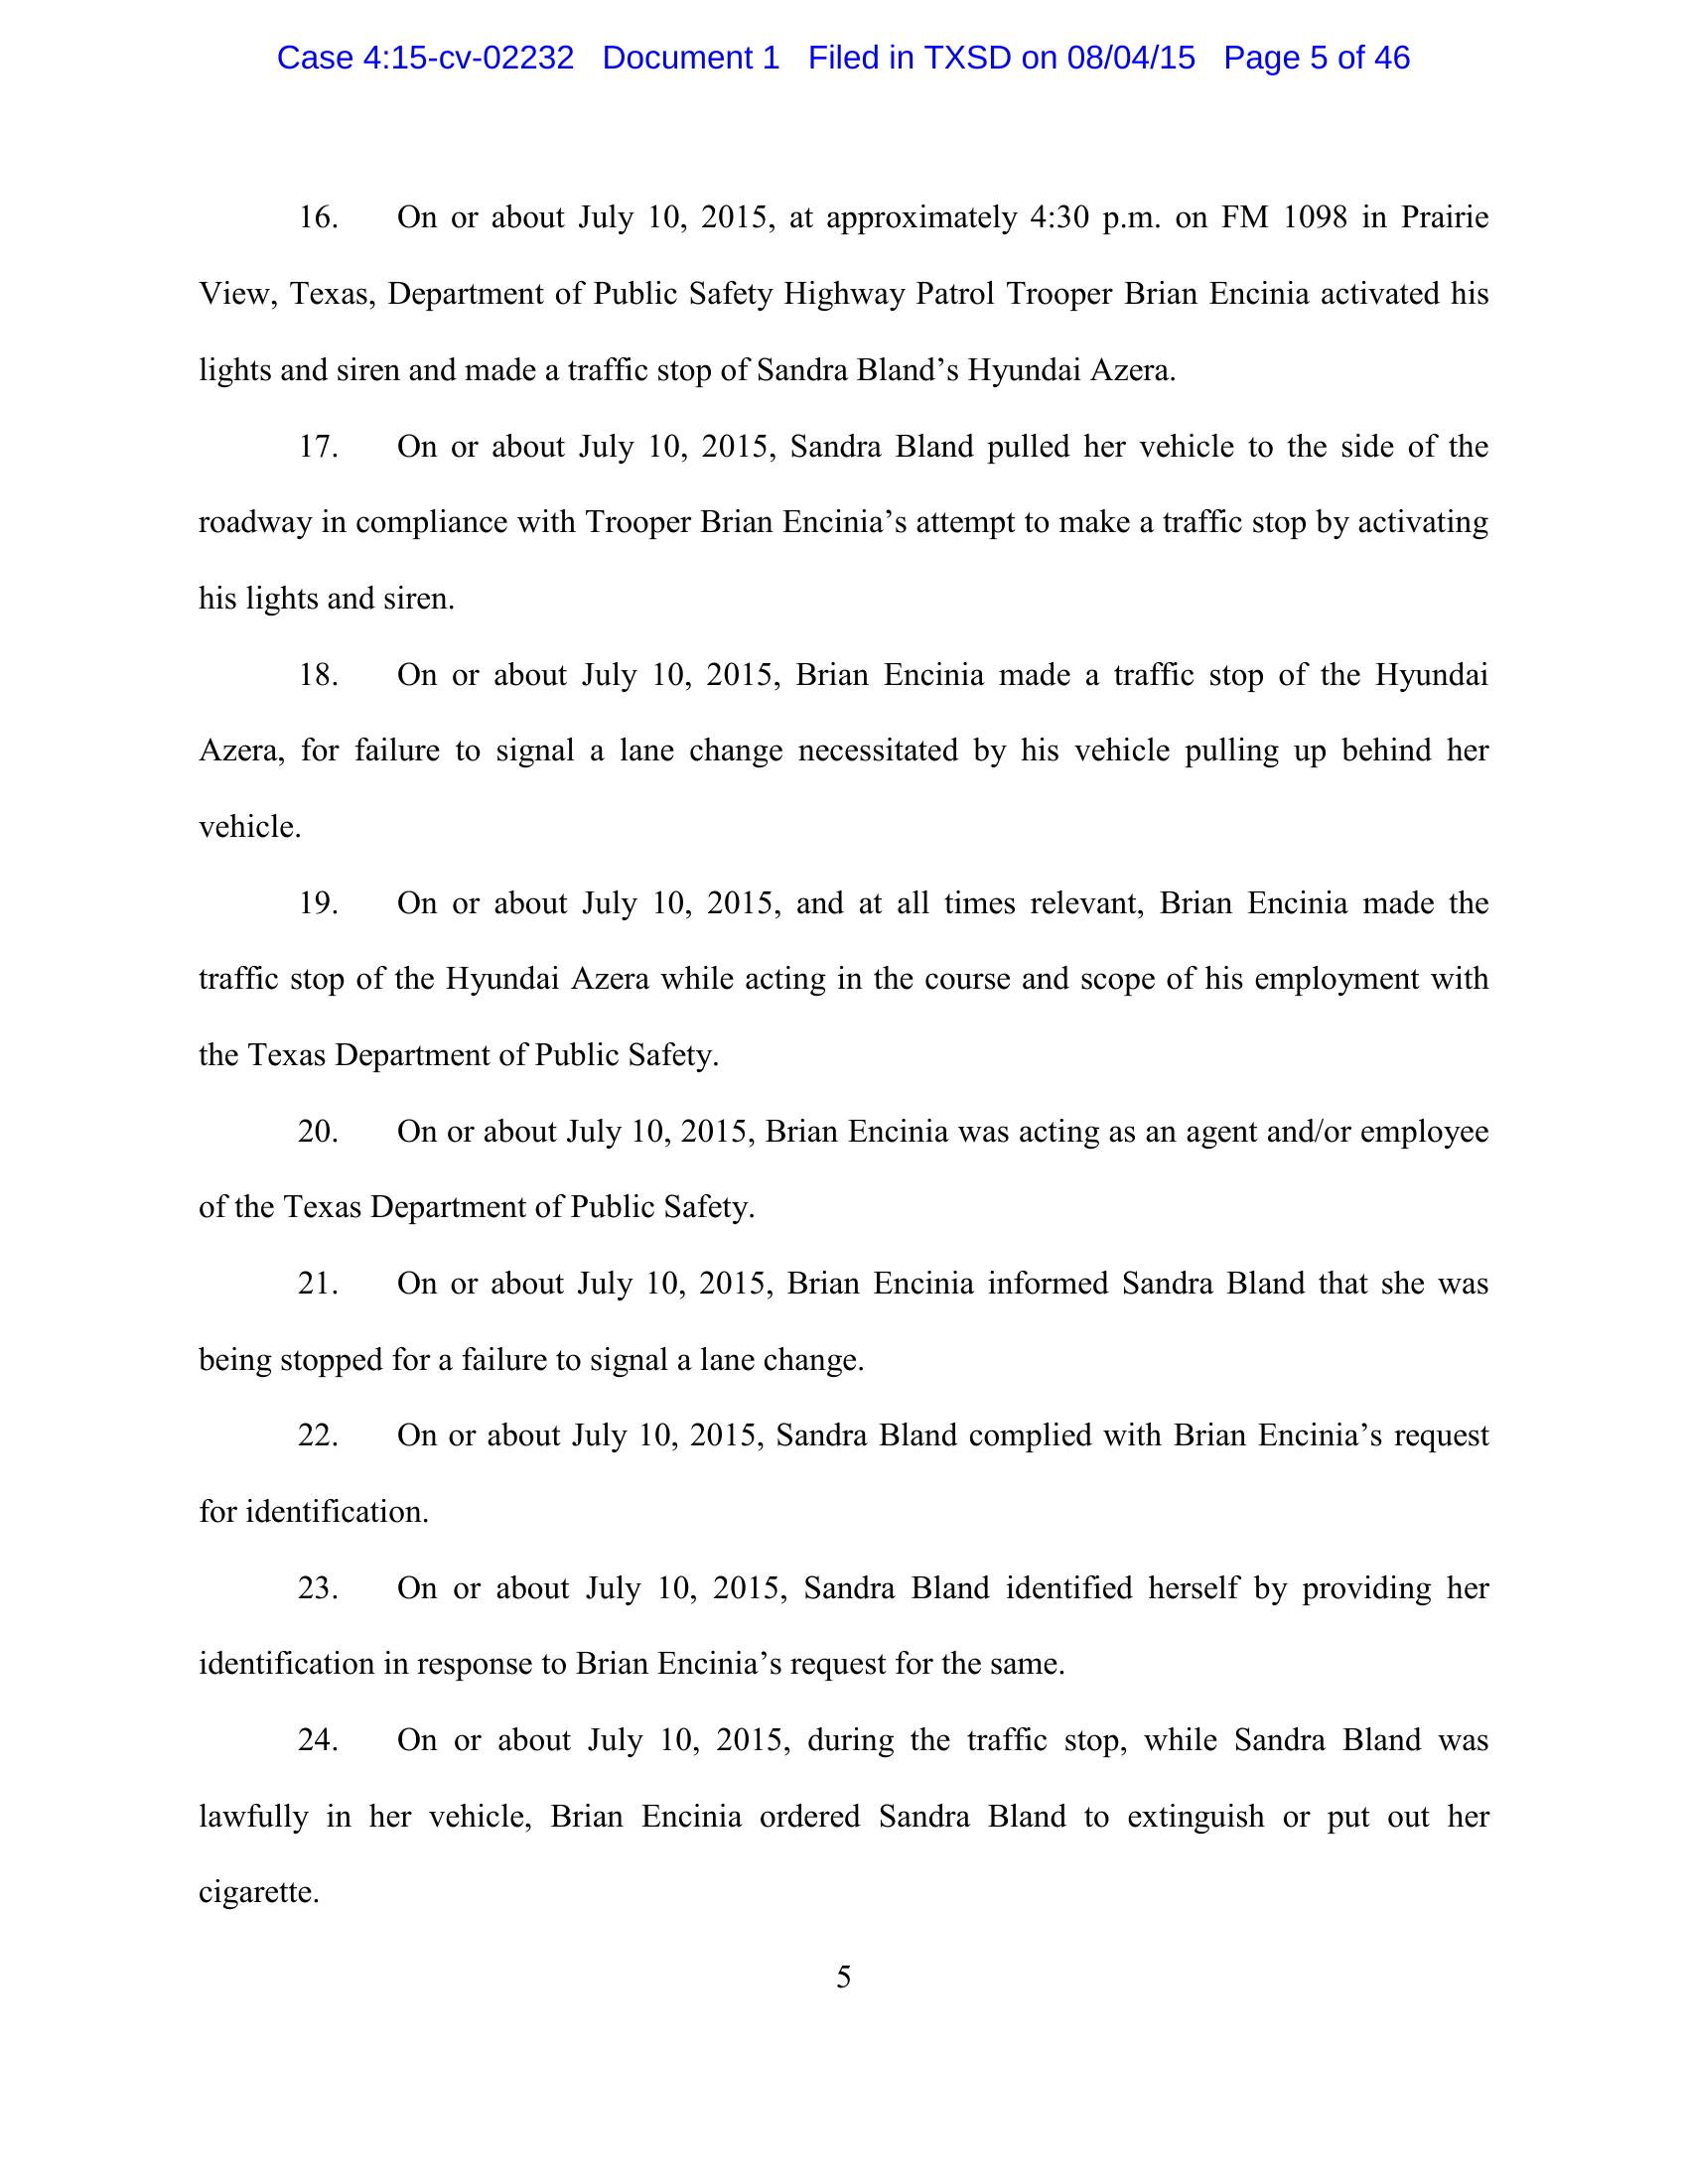 Case 4:15-cv-02232 Document 1 Filed in TXSD on 08/04/15 Page 5 of 46
16. On or about July 10, 2015, at approximately 4:30 p.m. on FM 1098 in Prairie
View, Texas, Department of Public Safety Highway Patrol Trooper Brian Encinia activated his
lights and siren and made a traffic stop of Sandra Bland’s Hyundai Azera.
17. On or about July 10, 2015, Sandra Bland pulled her vehicle to the side of the
roadway in compliance with Trooper Brian Encinia’s attempt to make a traffic stop by activating
his lights and siren.
18. On or about July 10, 2015, Brian Encinia made a traffic stop of the Hyundai
Azera, for failure to signal a lane change necessitated by his vehicle pulling up behind her
vehicle.
19. On or about July 10, 2015, and at all times relevant, Brian Encinia made the
traffic stop of the Hyundai Azera while acting in the course and scope of his employment with
the Texas Department of Public Safety.
20. On or about July 10, 2015, Brian Encinia was acting as an agent and/or employee
of the Texas Department of Public Safety.
21. On or about July 10, 2015, Brian Encinia informed Sandra Bland that she was
being stopped for a failure to signal a lane change.
22. On or about July 10, 2015, Sandra Bland complied with Brian Encinia’s request
for identification.
23. On or about July 10, 2015, Sandra Bland identified herself by providing her
identification in response to Brian Encinia’s request for the same.
24. On or about July 10, 2015, during the traffic stop, while Sandra Bland was
lawfully in her vehicle, Brian Encinia ordered Sandra Bland to extinguish or put out her
cigarette.
5